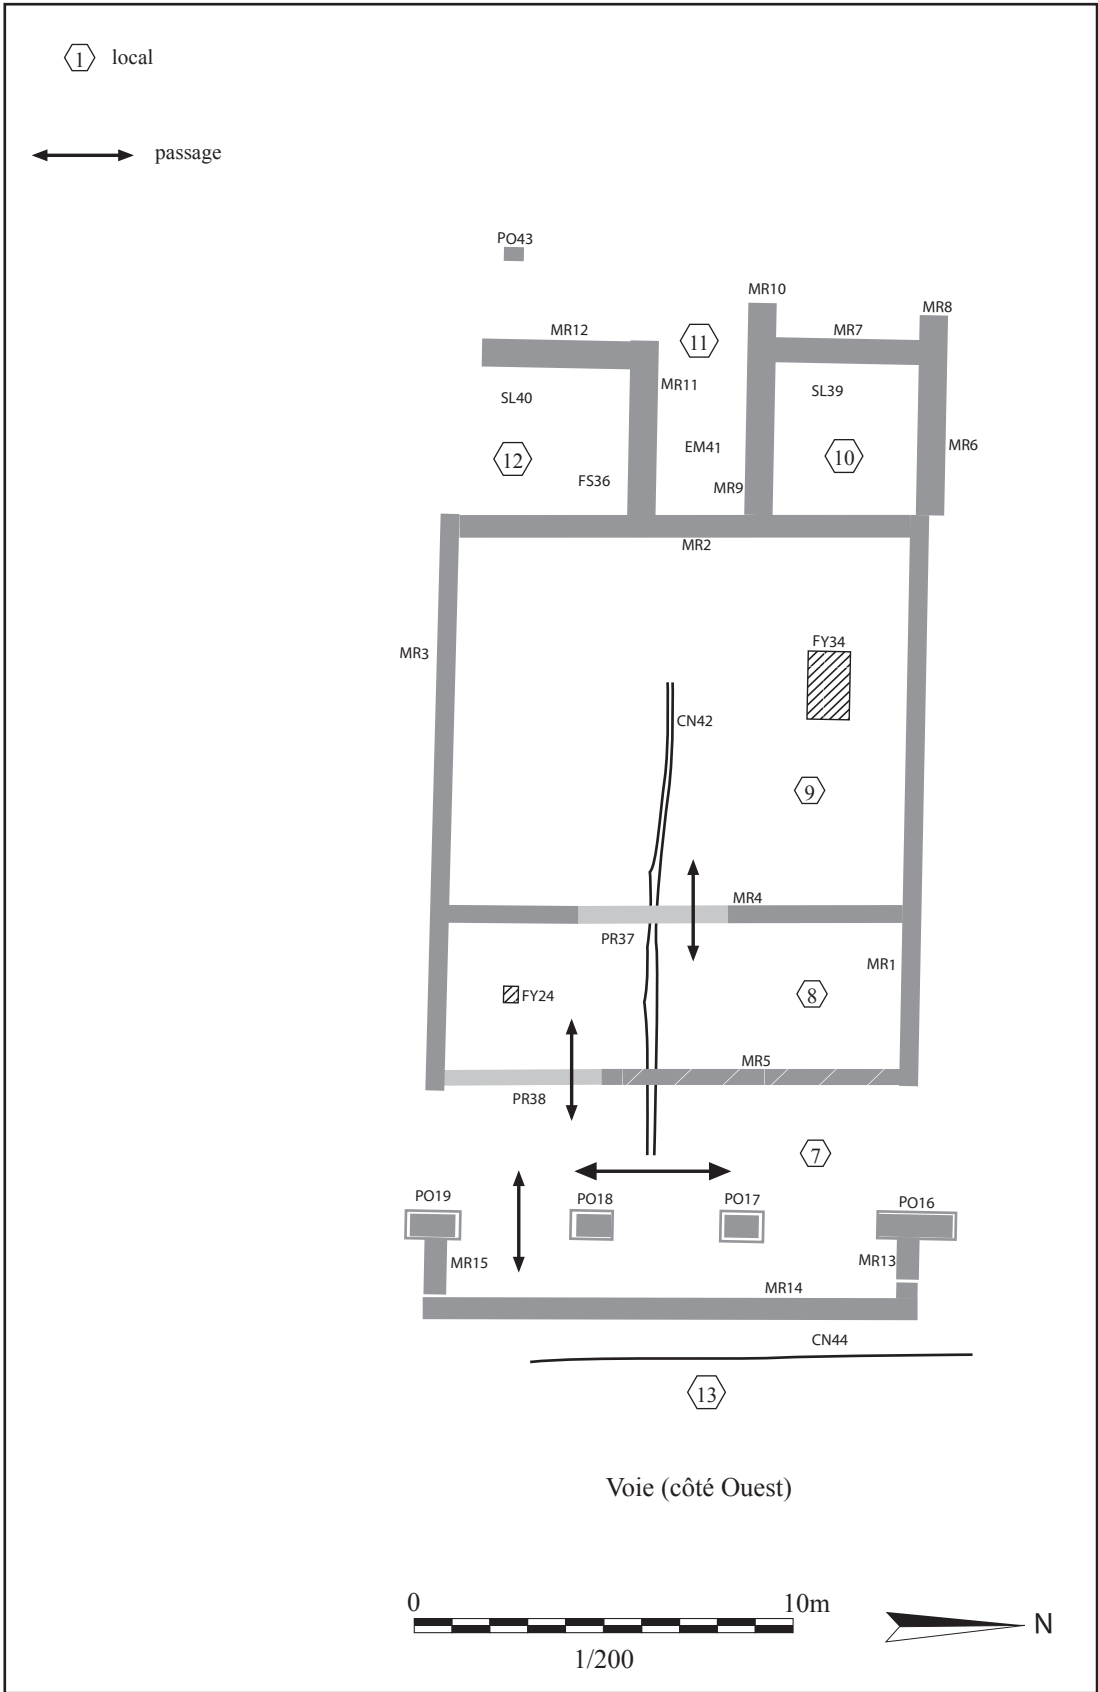 1 local
passage
PO43
MR10
MR8
MR12
MR7
11
MR11
SL39
SL40
EM41
MR6
12
10
FS36
MR9
MR2
FY34
MR3
CN42
9
MR4
PR37
MR1
FY24
8
MR5
PR38
7
PO19
PO18
PO17
PO16
MR15
MR13
MR14
CN44
13
Voie (côté Ouest)
0 10m
1/200
N